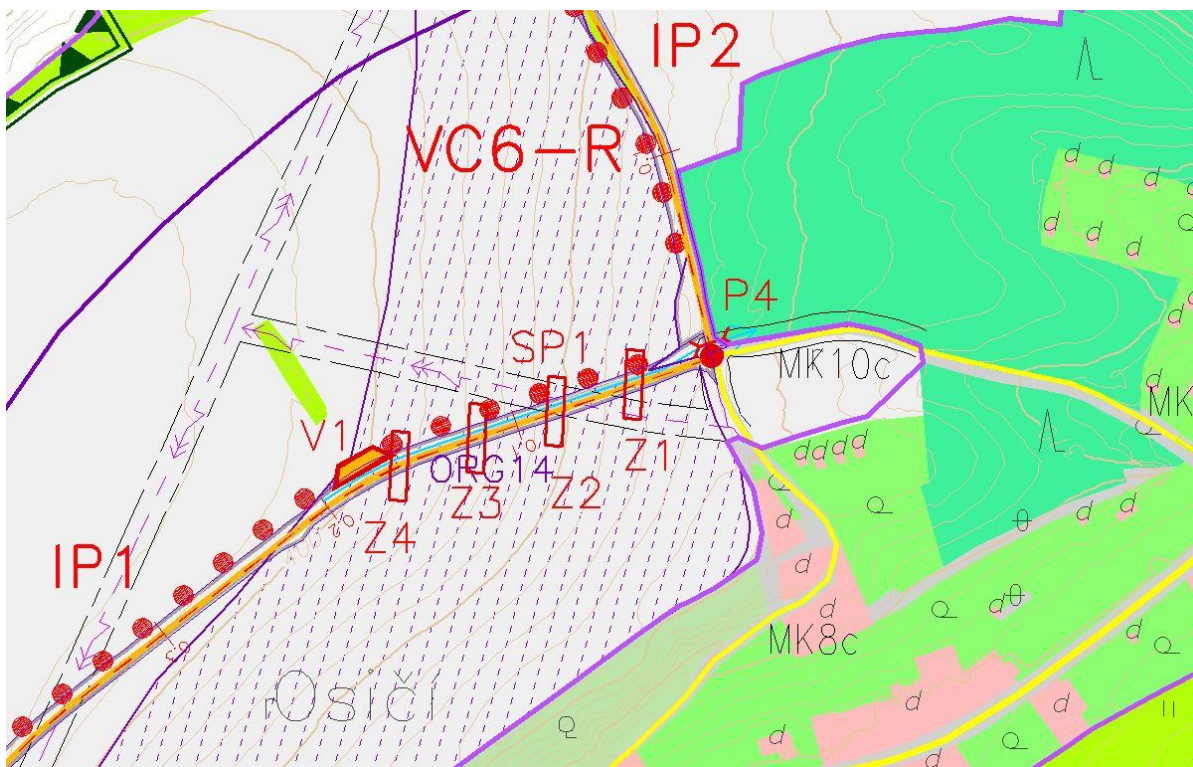 IP2
VC6-R
P4
SP1
MK10c
MK
V1
ORG14
Z1
Z2
Z3
Z4
IP1
MK8c
Osičí